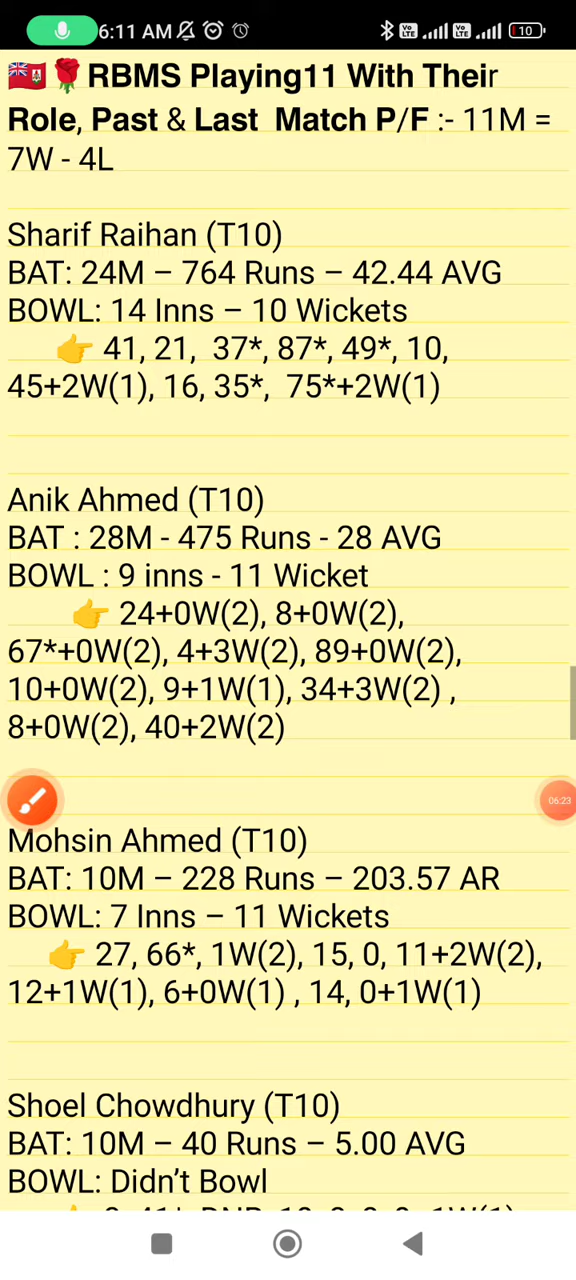 6:11 AM
10
🇧🇲🌹RBMS Playing11 With Their
Role, Past & Last Match P/F :- 11M =
7W - 4L
Sharif Raihan (T10)
BAT: 24M – 764 Runs – 42.44 AVG
BOWL: 14 Inns – 10 Wickets
👉 41, 21, 37*, 87*, 49*, 10,
45+2W(1), 16, 35*, 75*+2W(1)
Anik Ahmed (T10)
BAT : 28M - 475 Runs - 28 AVG
BOWL : 9 inns - 11 Wicket
👉 24+0W(2), 8+0W(2),
67*+0W(2), 4+3W(2), 89+0W(2),
10+0W(2), 9+1W(1), 34+3W(2) ,
8+0W(2), 40+2W(2)
06:23
Mohsin Ahmed (T10)
BAT: 10M – 228 Runs – 203.57 AR
BOWL: 7 Inns – 11 Wickets
👉 27, 66*, 1W(2), 15, 0, 11+2W(2),
12+1W(1), 6+0W(1) , 14, 0+1W(1)
Shoel Chowdhury (T10)
BAT: 10M – 40 Runs – 5.00 AVG
BOWL: Didn’t Bowl